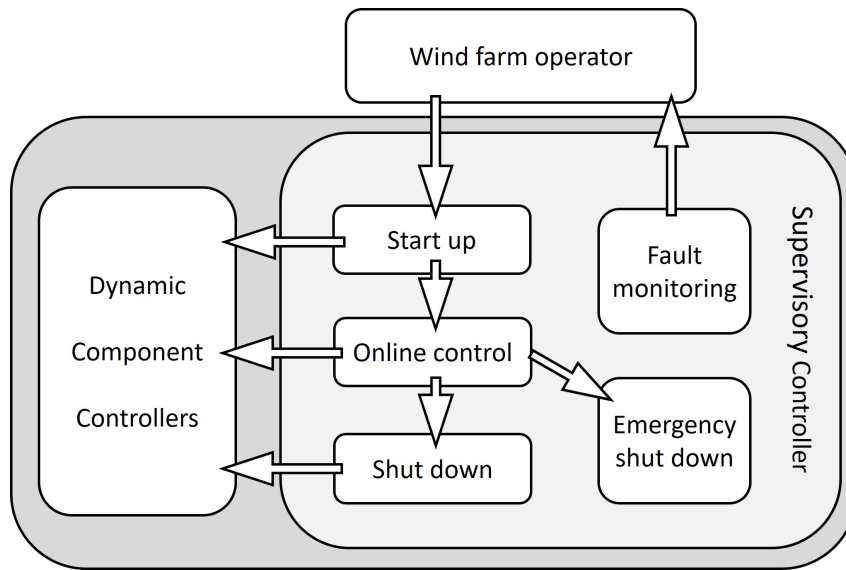 Wind farm operator
Start up
Fault
monitoring
Supervisory Controller
Dynamic
Component
Controllers
Online control
Emergency
shut down
Shut down